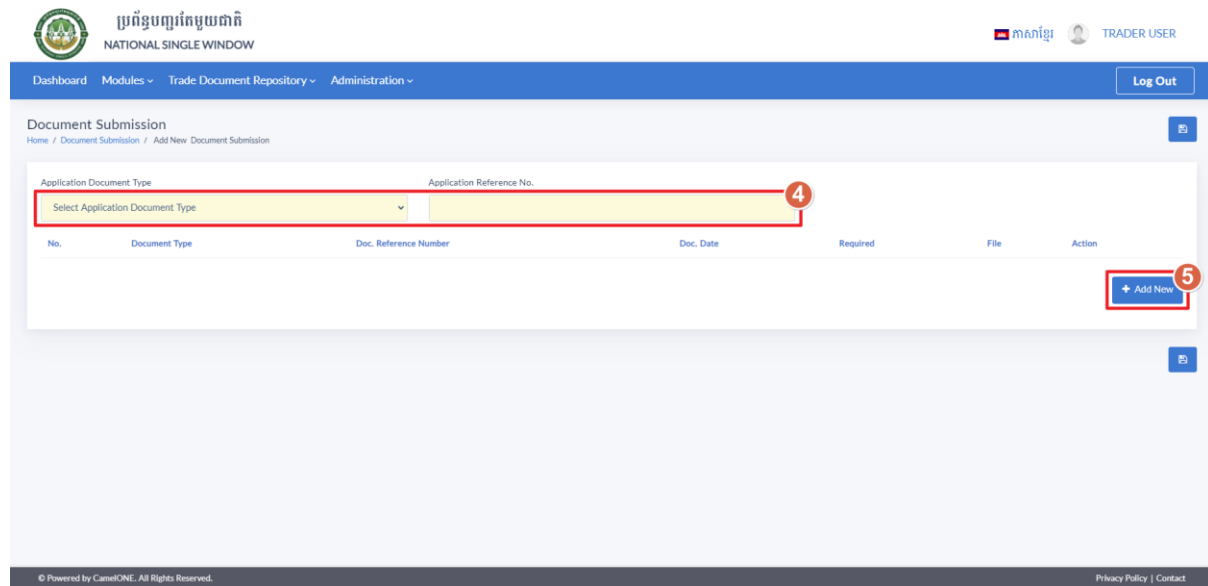 ប្រព័ន្ធបញ្ជរតែមួយជាតិ
NATIONAL SINGLE WINDOW
ភាសាខ្មែរ
TRADER USER
Dashboard Modules Trade Document Repository Administration
Log Out
Document Submission
Home / Document Submission / Add New Document Submission
Application Document Type Application Reference No.
4
Select Application Document Type
No. Document Type Doc. Reference Number Doc. Date Required File Action
5
+ Add New
© Powered by CamelONE. All Rights Reserved. Privacy Policy | Contact